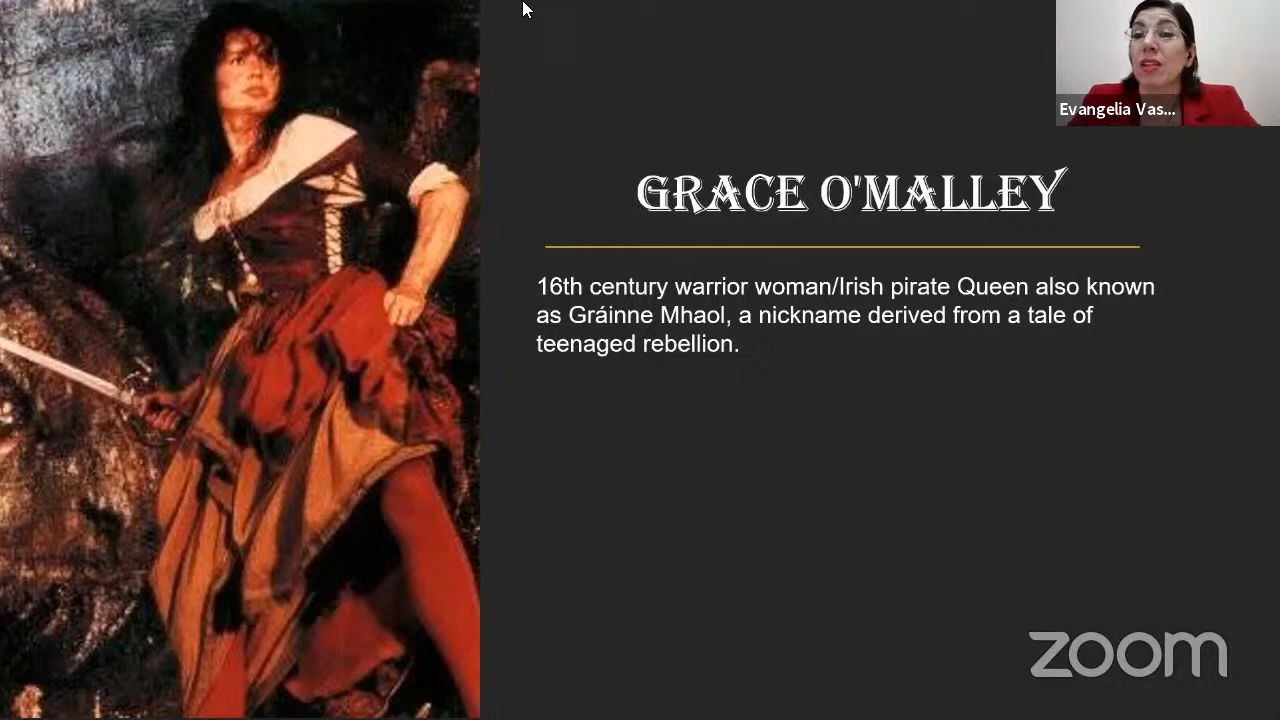 Evangelia Vas...
GRACE O'MALLEY
16th century warrior woman/Irish pirate Queen also known
as Gráinne Mhaol, a nickname derived from a tale of
teenaged rebellion.
zoom